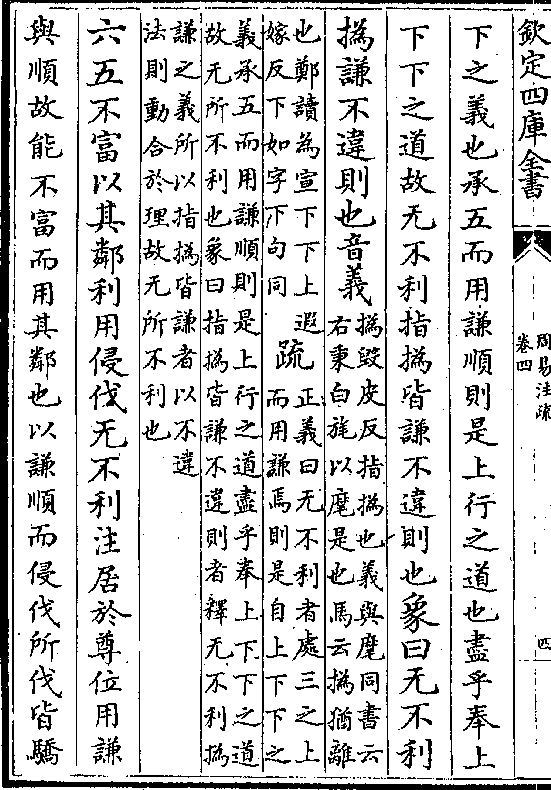 欽定四庫全書
周易注疏
卷四
四
下之義也承五而用謙順則是上行之道也盡乎奉上
下下之道故无不利指撝皆謙不違則也象曰无不利
撝謙不違則也音義
撝毀皮反指撝也義與麾同書云
右秉白旄以麾是也馬云撝猶離
也鄭讀為宣下下上遐
嫁反下如字下句同
疏
正義曰无不利者處三之上
而用謙焉則是自上下下之
義承五而用謙順則是上行之道盡乎奉上下下之道
故无所不利也象曰指撝皆謙不違則者釋无不利撝
謙之義所以指撝皆謙者以不違
法則動合於理故无所不利也
六五不富以其鄰利用侵伐无不利注居於尊位用謙
與順故能不富而用其鄰也以謙順而侵伐所伐皆驕